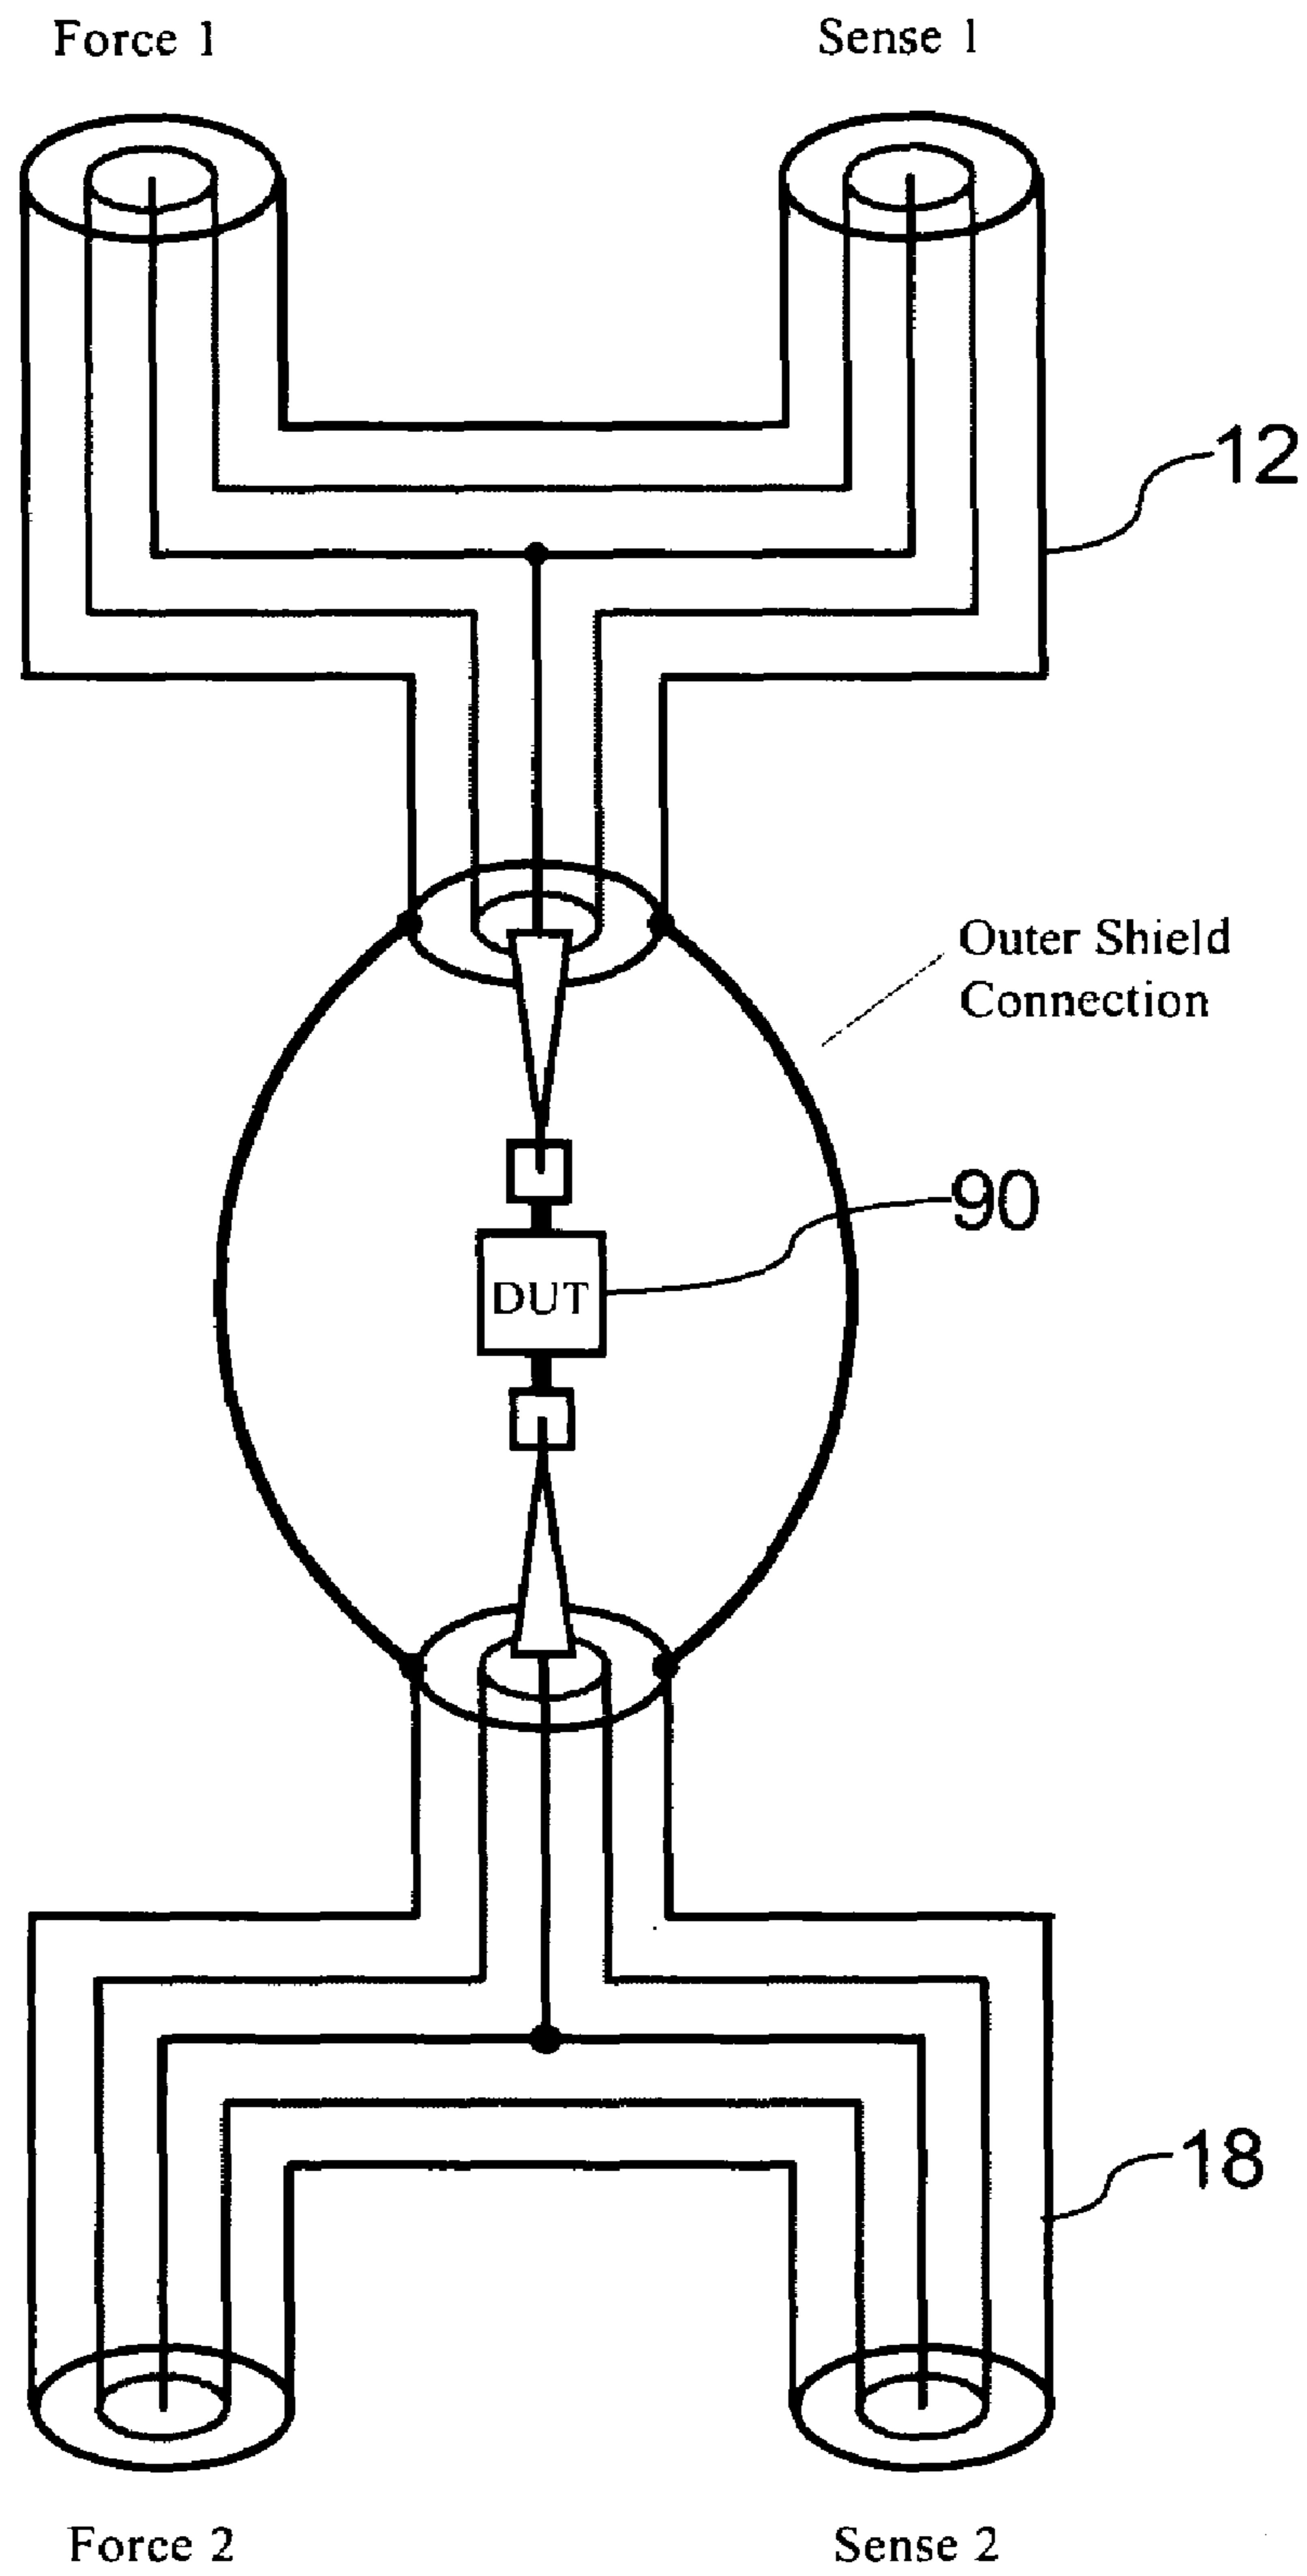 Force 1
Sense 1
12
Outer Shield
Connection
90
DUT
18
Force 2
Sense 2